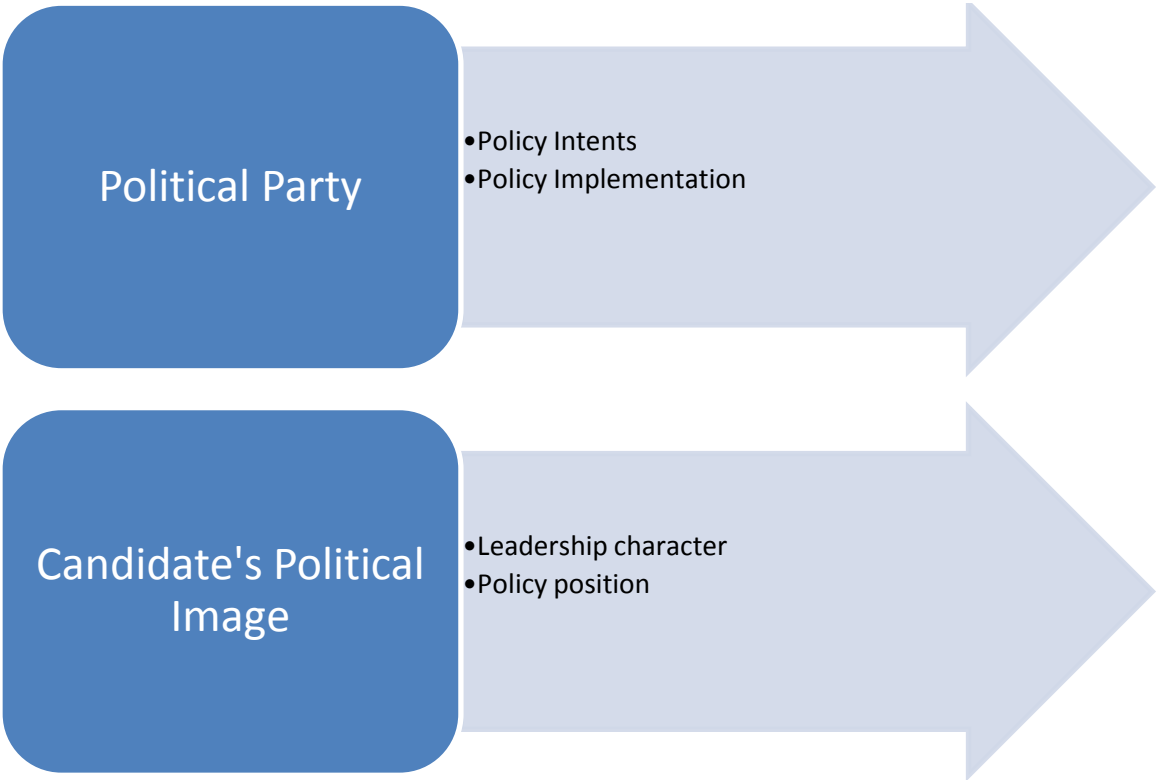 Political Party
•Policy Intents
•Policy Implementation
Candidate's Political
Image
•Leadership character
•Policy position